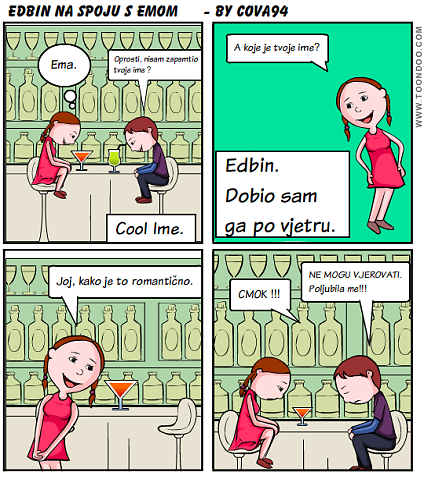 EDBIN NA SPOJU S EMOM - BY COVA94
Ema.
Oprosti, nisam zapamtio
tvoje ime ?
Cool Ime.
A koje je tvoje ime?
Edbin.
Dobio sam
ga po vjetru.
Joj, kako je to romantično.
CMOK !!!
NE MOGU VJEROVATI.
Poljubila me!!!
WWW.TOONDOO.COM